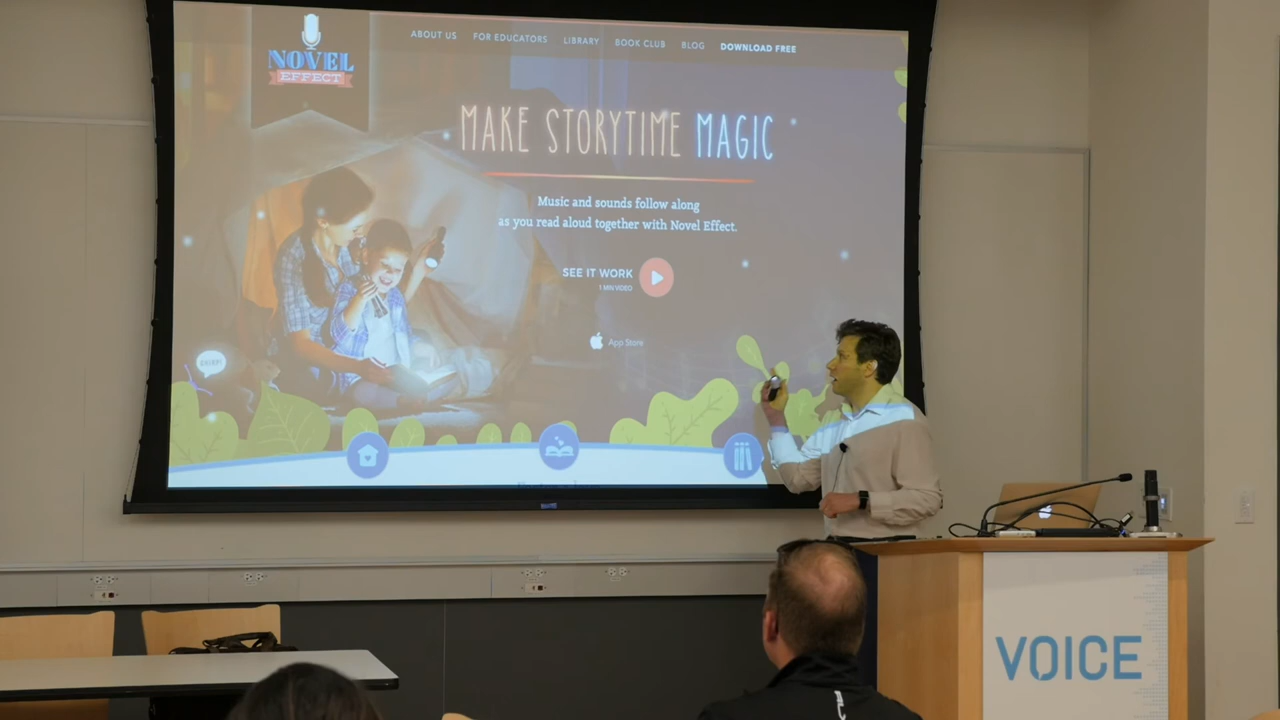 NOVEL
EFFECT
ABOUT US FOR EDUCATORS LIBRARY BOOK CLUB BLOG DOWNLOAD FREE
MAKE STORYTIME MAGIC
Music and sounds follow along
as you read aloud together with Novel Effect.
SEE IT WORK
1 MIN VIDEO
App Store
CHIRP!
VOICE